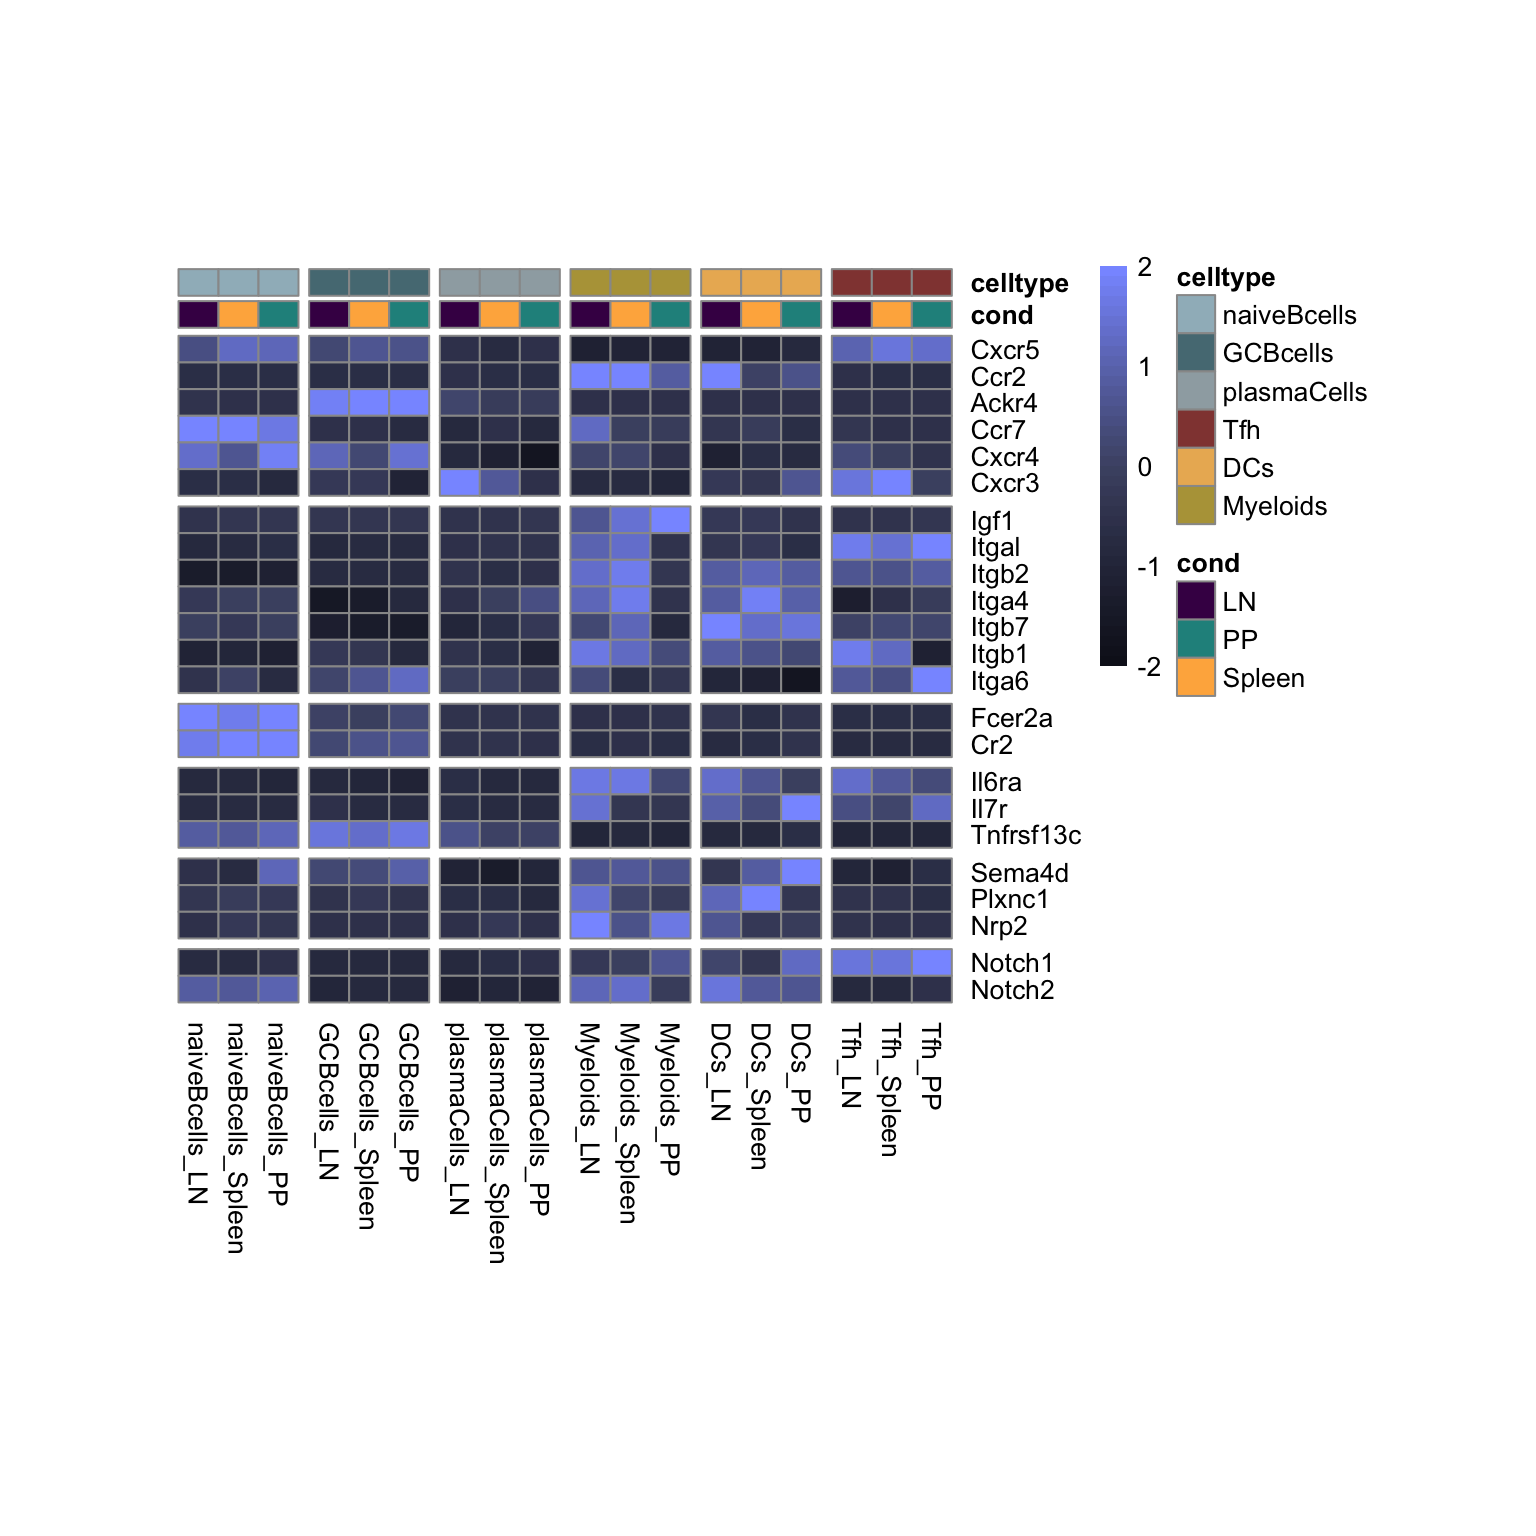 celltype
cond
Cxcr5
Ccr2
Ackr4
Ccr7
Cxcr4
Cxcr3
Igf1
Itgal
Itgb2
Itga4
Itgb7
Itgb1
Itga6
Fcer2a
Cr2
Il6ra
Il7r
Tnfrsf13c
Sema4d
Plxnc1
Nrp2
Notch1
Notch2
naiveBcells_LN
naiveBcells_Spleen
naiveBcells_PP
GCBcells_LN
GCBcells_Spleen
GCBcells_PP
plasmaCells_LN
plasmaCells_Spleen
plasmaCells_PP
Myeloids_LN
Myeloids_Spleen
Myeloids_PP
DCs_LN
DCs_Spleen
DCs_PP
Tfh_LN
Tfh_Spleen
Tfh_PP
2
1
0
-1
-2
celltype
naiveBcells
GCBcells
plasmaCells
Tfh
DCs
Myeloids
cond
LN
PP
Spleen